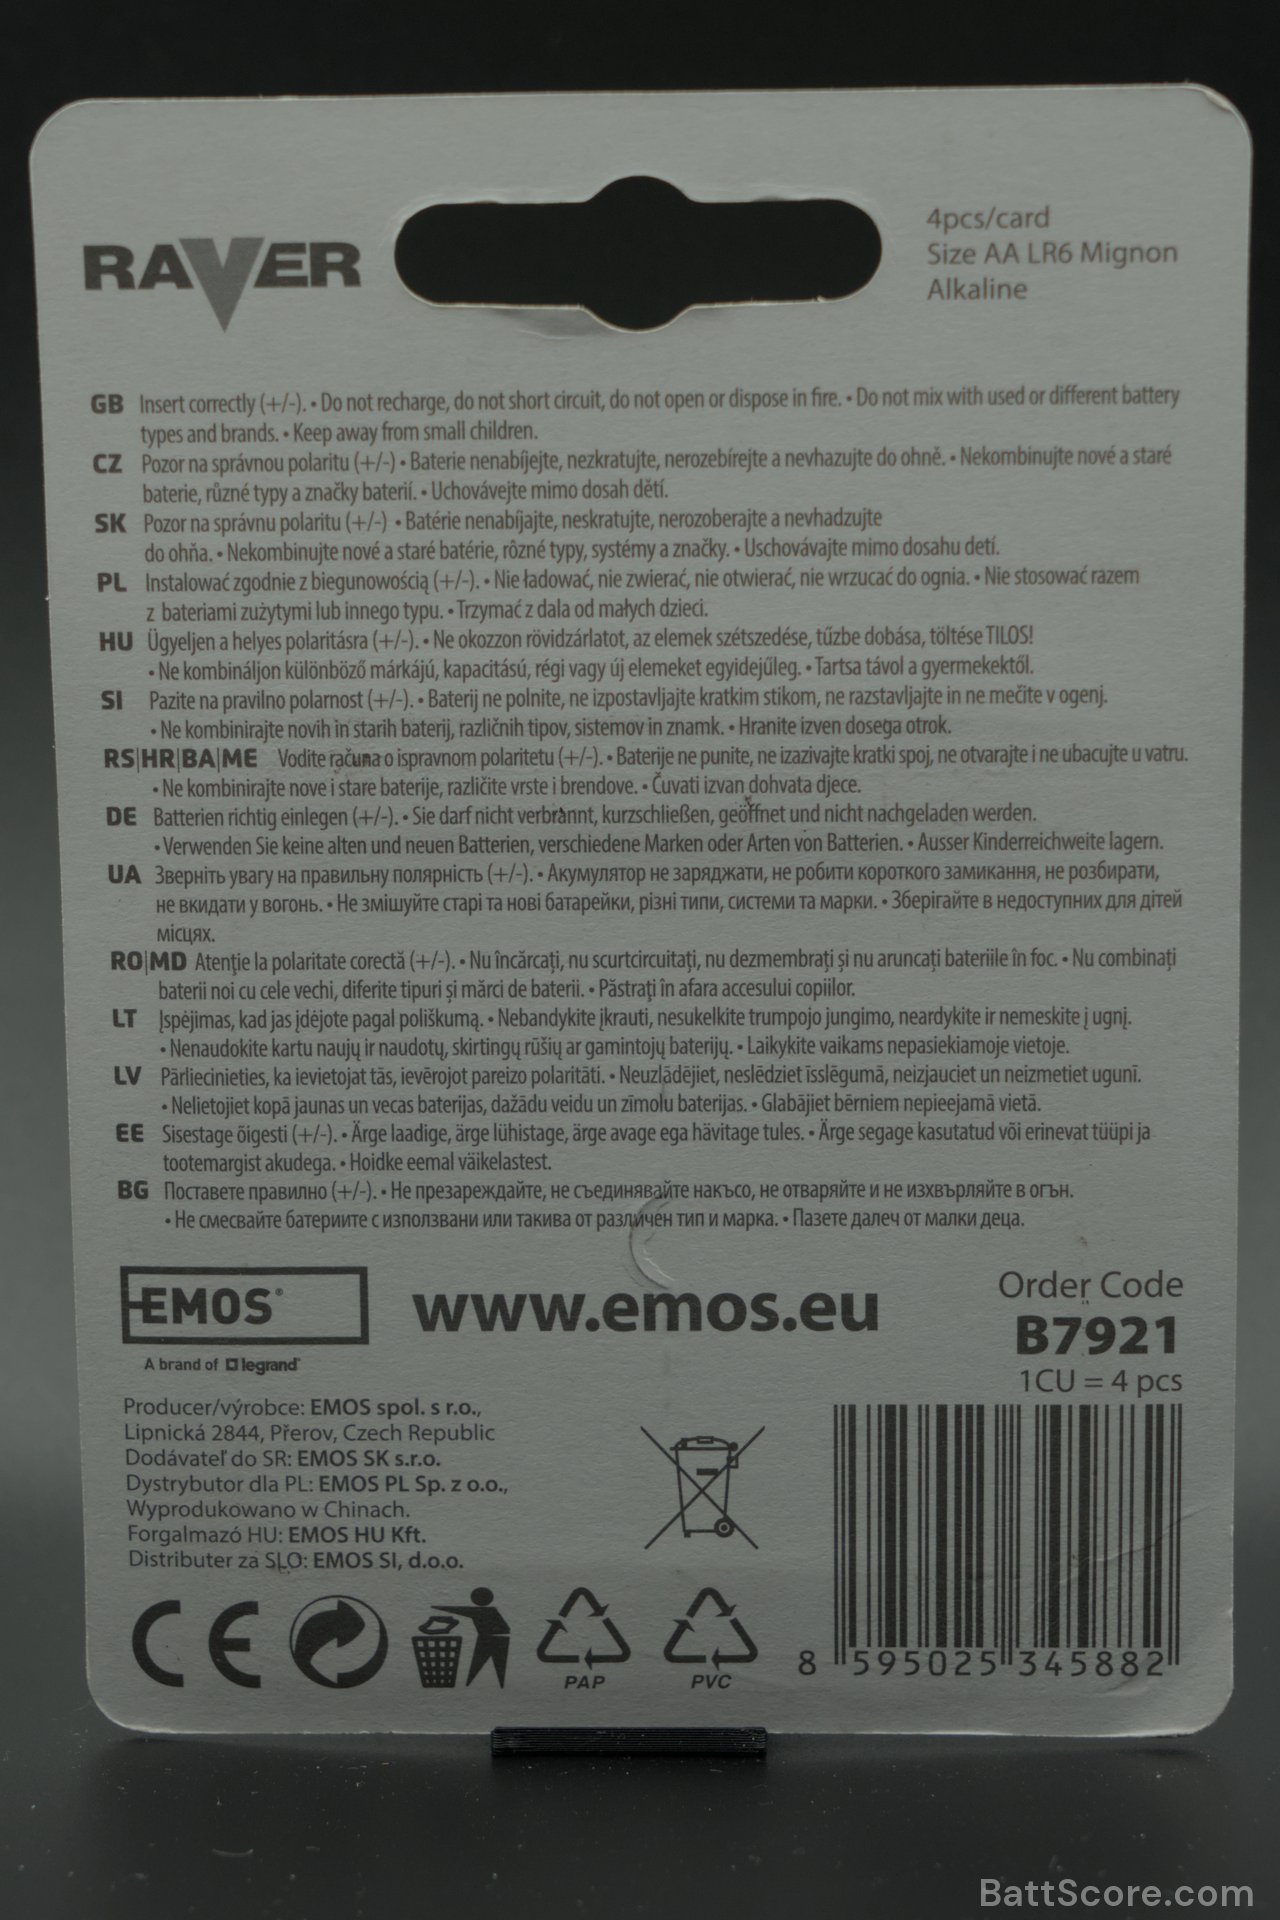 RAVER
4pcs/card
Size AA LR6 Mignon
Alkaline
GB Insert correctly (+/-). • Do not recharge, do not short circuit, do not open or dispose in fire. • Do not mix with used or different battery
types and brands. • Keep away from small children.
CZ Pozor na správnou polaritu (+/-) • Baterie nenabíjejte, nezkratujte, nerozebírejte a nevhazujte do ohně. • Nekombinujte nové a staré
baterie, různé typy a značky baterií. • Uchovávejte mimo dosah dětí.
SK Pozor na správnu polaritu (+/-) • Batérie nenabíjajte, neskratujte, nerozoberajte a nevhadzujte
do ohňa. • Nekombinujte nové a staré batérie, rôzné typy, systémy a značky. • Uschovávajte mimo dosahu detí.
PL Instalować zgodnie z biegunowością (+/-). • Nie ładować, nie zwierać, nie otwierać, nie wrzucać do ognia. • Nie stosować razem
z bateriami zużytymi lub innego typu. • Trzymać z dala od małych dzieci.
HU Ügyeljen a helyes polaritásra (+/-). • Ne okozzon rövidzárlatot, az elemek szétszedése, tűzbe dobása, töltése TILOS!
• Ne kombináljon különböző márkájú, kapacitású, régi vagy új elemeket egyidejűleg. • Tartsa távol a gyermekektől.
SI Pazite na pravilno polarnost (+/-). • Baterij ne polnite, ne izpostavljajte kratkim stikom, ne razstavljajte in ne mečite v ogenj.
• Ne kombinirajte novih in starih baterij, različnih tipov, sistemov in znamk. • Hranite izven dosega otrok.
RS|HR|BA|ME Vodite računa o ispravnom polaritetu (+/-). • Baterije ne punite, ne izazivajte kratki spoj, ne otvarajte i ne ubacujte u vatru.
• Ne kombinirajte nove i stare baterije, različite vrste i brendove. • Čuvati izvan dohvata djece.
DE Batterien richtig einlegen (+/-). • Sie darf nicht verbrannt, kurzschließen, geöffnet und nicht nachgeladen werden.
• Verwenden Sie keine alten und neuen Batterien, verschiedene Marken oder Arten von Batterien. • Ausser Kinderreichweite lagern.
UA Зверніть увагу на правильну полярність (+/-). • Акумулятор не заряджати, не робити короткого замикання, не розбирати,
не вкидати у вогонь. • Не змішуйте старі та нові батарейки, різні типи, системи та марки. • Зберігайте в недоступних для дітей
місцях.
RO|MD Atenţie la polaritate corectă (+/-). • Nu încărcați, nu scurtcircuitați, nu dezmembrați și nu aruncați bateriile în foc. • Nu combinați
baterii noi cu cele vechi, diferite tipuri și mărci de baterii. • Păstraţi în afara accesului copiilor.
LT Įspėjimas, kad jas įdėjote pagal poliškumą. • Nebandykite įkrauti, nesukelkite trumpojo jungimo, neardykite ir nemeskite į ugnį.
• Nenaudokite kartu naujų ir naudotų, skirtingų rūšių ar gamintojų baterijų. • Laikykite vaikams nepasiekiamoje vietoje.
LV Pārliecinieties, ka ievietojat tās, ievērojot pareizo polaritāti. • Neuzlādējiet, neslēdziet īsslēgumā, neizjauciet un neizmetiet ugunī.
• Nelietojiet kopā jaunas un vecas baterijas, dažādu veidu un zīmolu baterijas. • Glabājiet bērniem nepieejamā vietā.
EE Sisestage õigesti (+/-). • Ärge laadige, ärge lühistage, ärge avage ega hävitage tules. • Ärge segage kasutatud või erinevat tüüpi ja
tootemargist akudega. • Hoidke eemal väikelastest.
BG Поставете правилно (+/-). • Не презареждайте, не съединявайте накъсо, не отваряйте и не изхвърляйте в огън.
• Не смесвайте батериите с използвани или такива от различен тип и марка. • Пазете далеч от малки деца.
EMOS®
A brand of legrand®
www.emos.eu
Order Code
B7921
1CU = 4 pcs
Producer/výrobce: EMOS spol. s r.o.,
Lipnická 2844, Přerov, Czech Republic
Dodávateľ do SR: EMOS SK s.r.o.
Dystrybutor dla PL: EMOS PL Sp. z o.o.,
Wyprodukowano w Chinach.
Forgalmazó HU: EMOS HU Kft.
Distributer za SLO: EMOS SI, d.o.o.
CE
PAP
PVC
8 595025 345882
BattScore.com